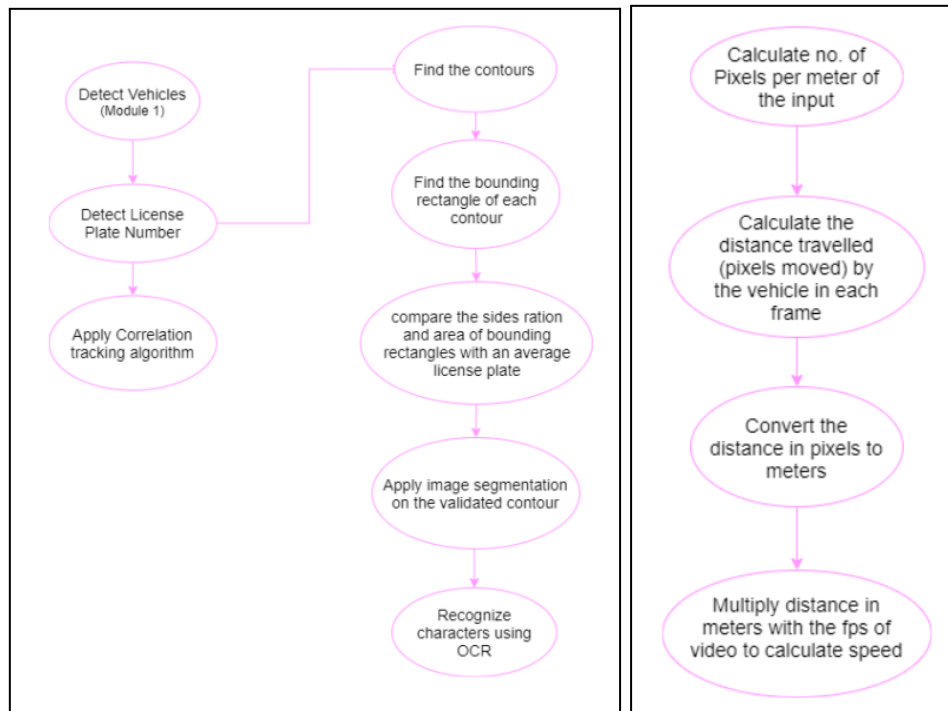 Detect Vehicles
(Module 1)
Detect License
Plate Number
Apply Correlation
tracking algorithm
Find the contours
Find the bounding
rectangle of each
contour
compare the sides ration
and area of bounding
rectangles with an average
license plate
Apply image segmentation
on the validated contour
Recognize
characters using
OCR
Calculate no. of
Pixels per meter of
the input
Calculate the
distance travelled
(pixels moved) by
the vehicle in each
frame
Convert the
distance in pixels to
meters
Multiply distance in
meters with the fps of
video to calculate speed